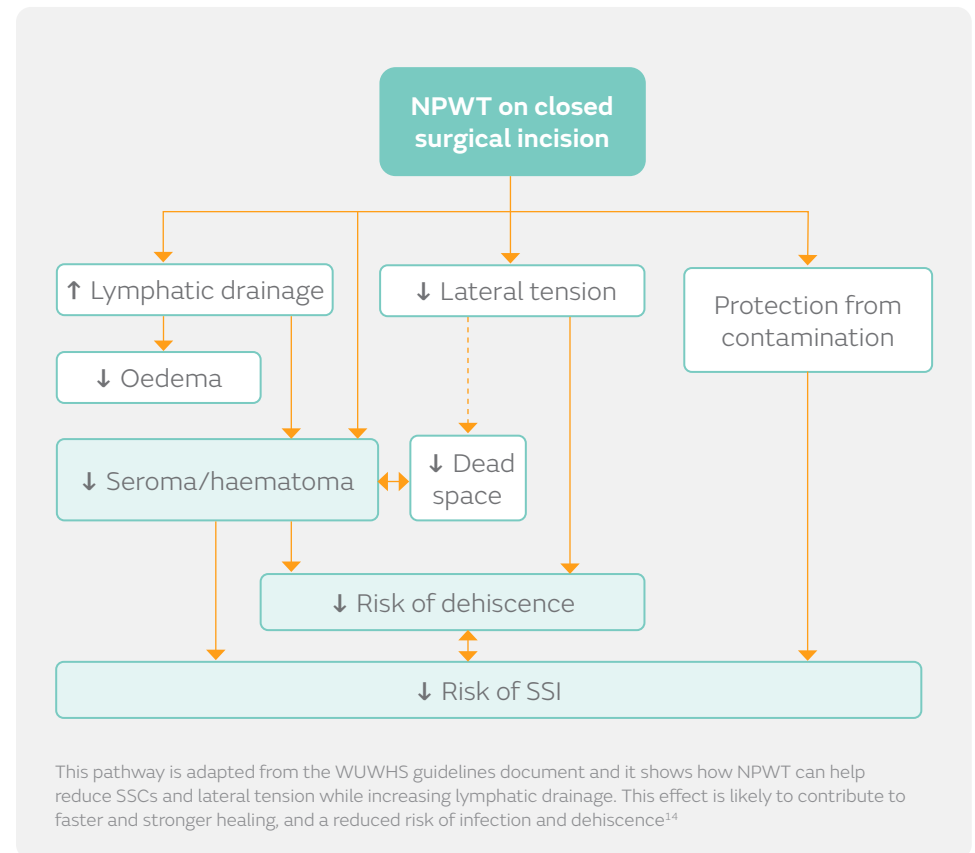 NPWT on closed
surgical incision
↑ Lymphatic drainage
↓ Lateral tension
Protection from
contamination
↓ Oedema
↓ Seroma/haematoma
↓ Dead
space
↓ Risk of dehiscence
↓ Risk of SSI
This pathway is adapted from the WUWHS guidelines document and it shows how NPWT can help
reduce SSCs and lateral tension while increasing lymphatic drainage. This effect is likely to contribute to
faster and stronger healing, and a reduced risk of infection and dehiscence¹⁴